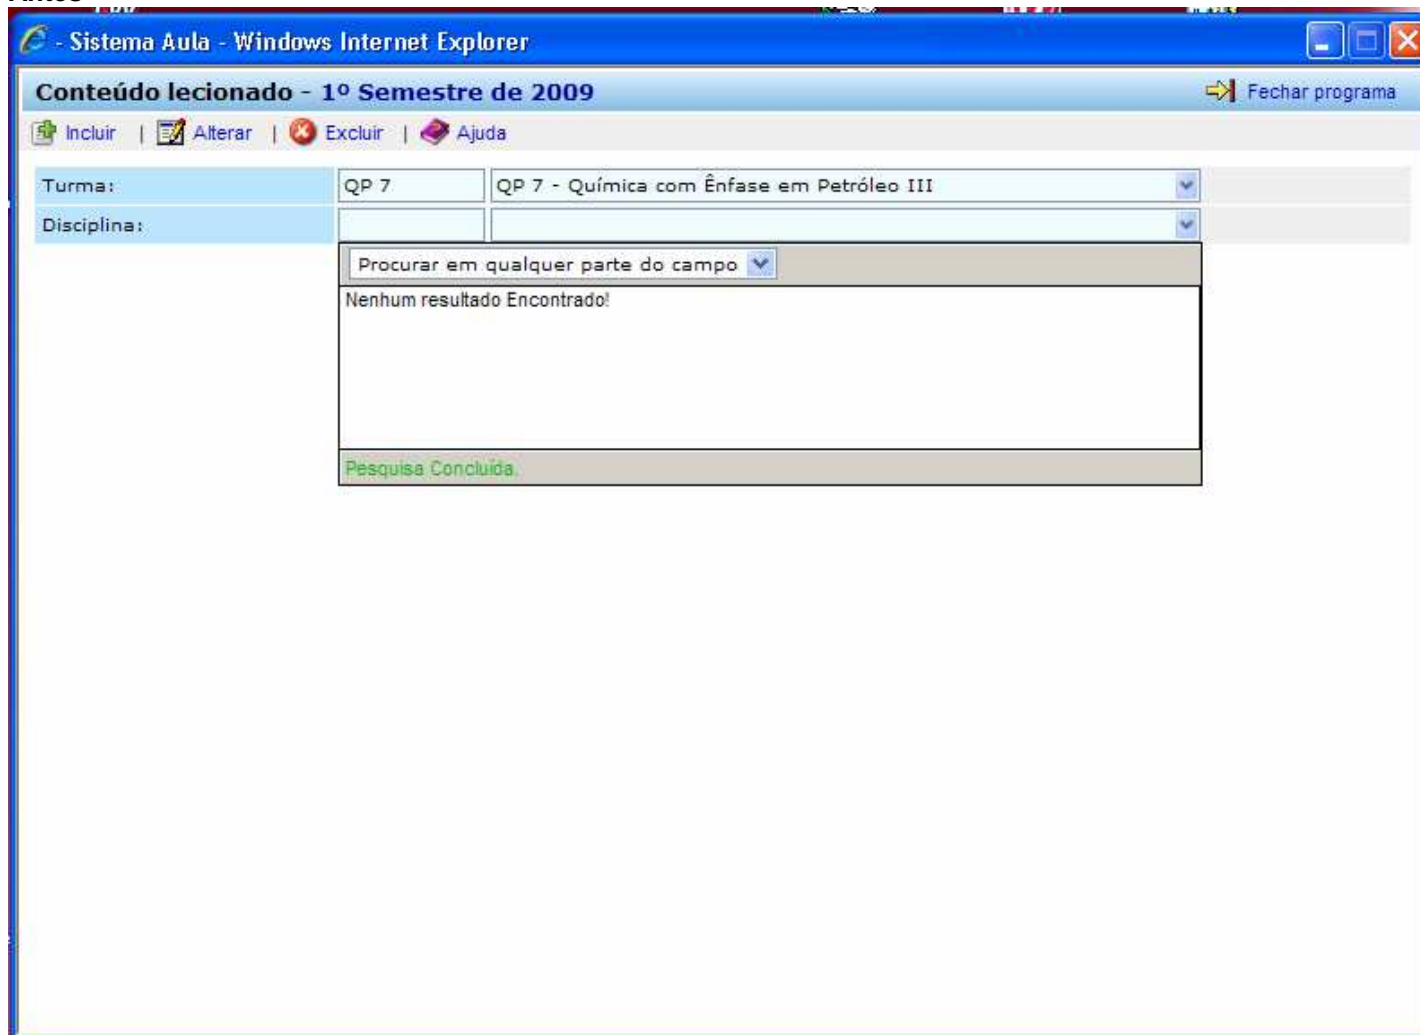 Antes
- Sistema Aula - Windows Internet Explorer
Conteúdo lecionado - 1º Semestre de 2009 Fechar programa
Incluir | Alterar | Excluir | Ajuda
Turma: QP 7 QP 7 - Química com Ênfase em Petróleo III
Disciplina:
Procurar em qualquer parte do campo
Nenhum resultado Encontrado!
Pesquisa Concluída.